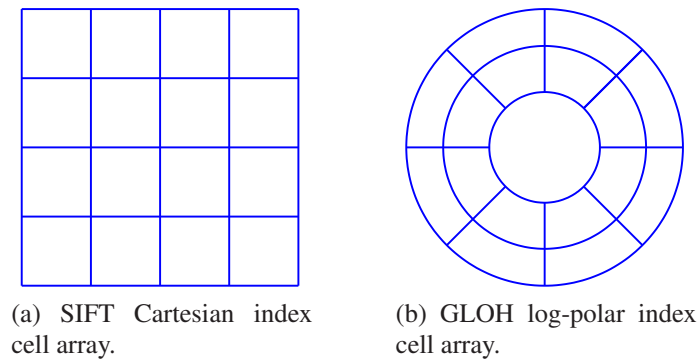 (a) SIFT Cartesian index
cell array.
(b) GLOH log-polar index
cell array.